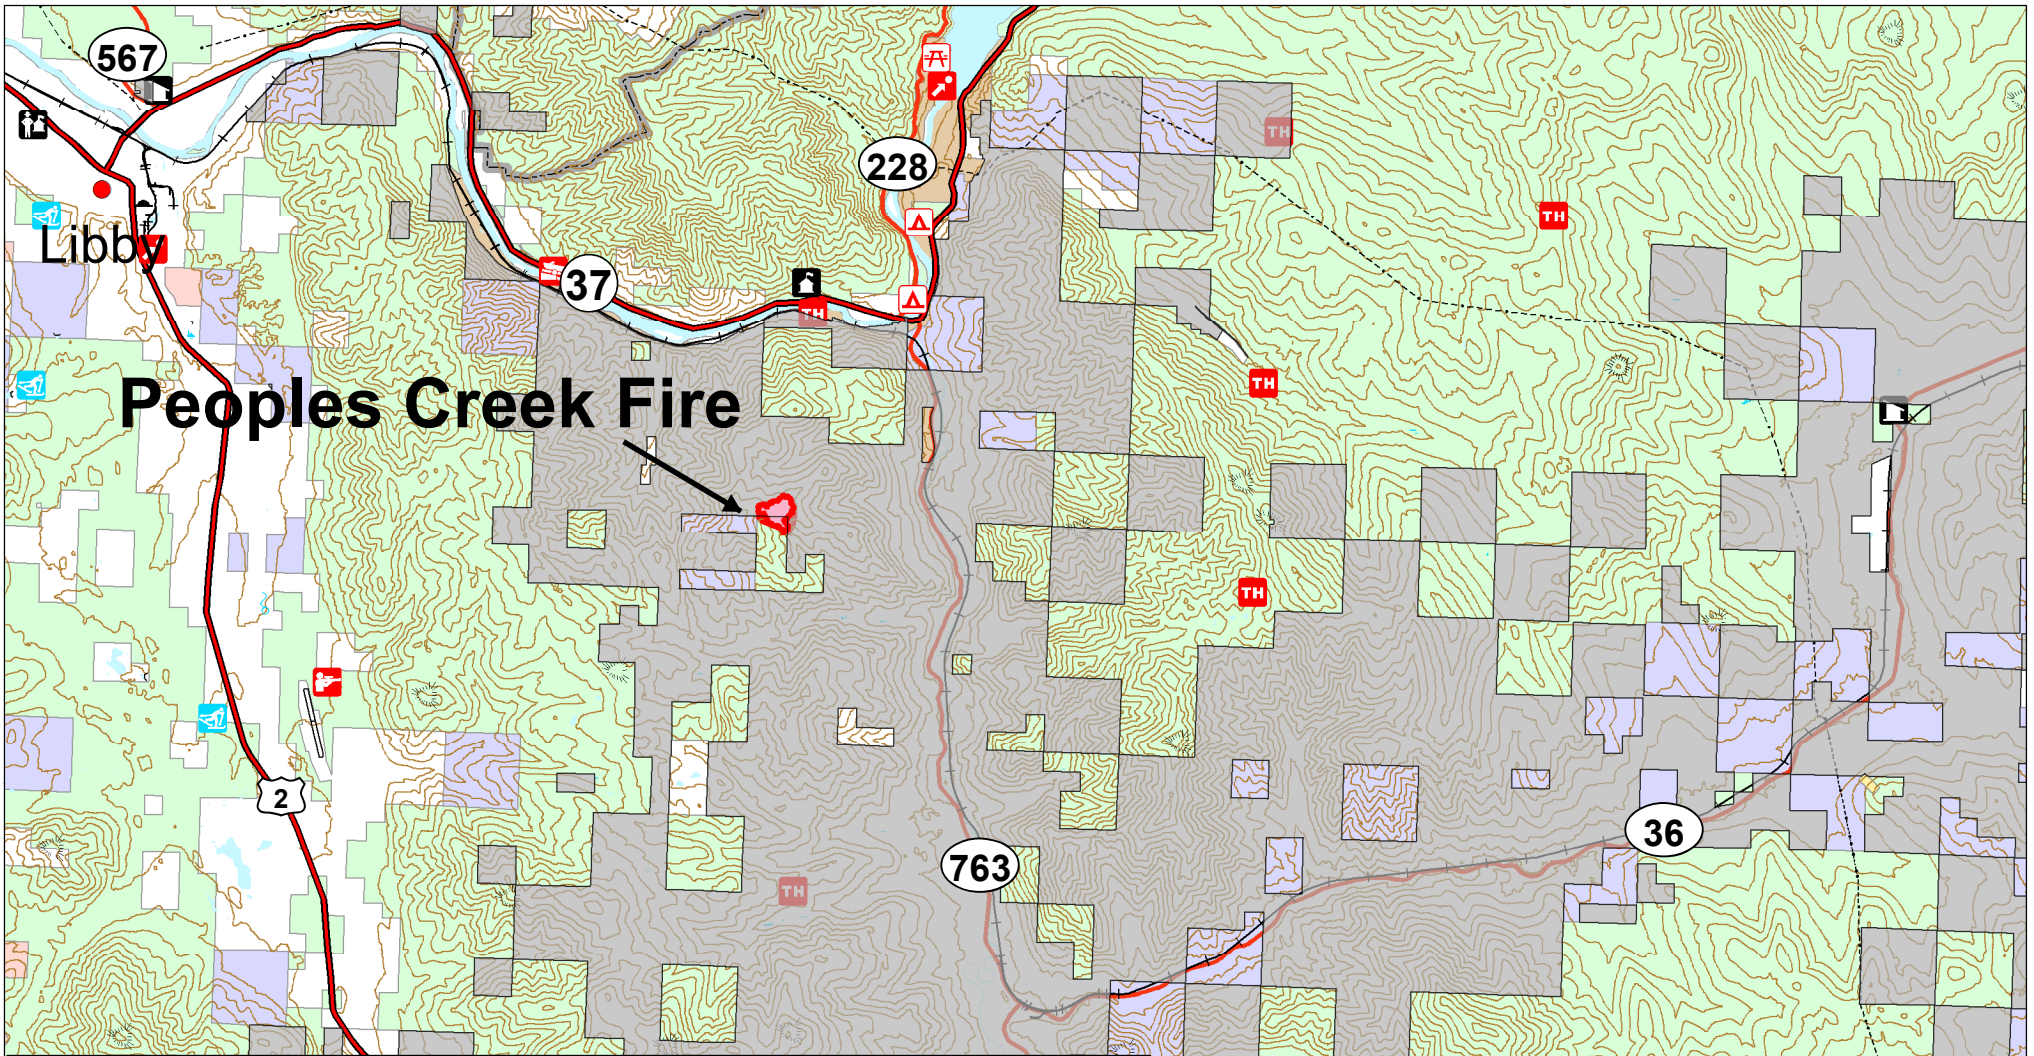 567
228
TH
TH
Libby
37
TH
TH
Peoples Creek Fire
TH
2
36
763
TH